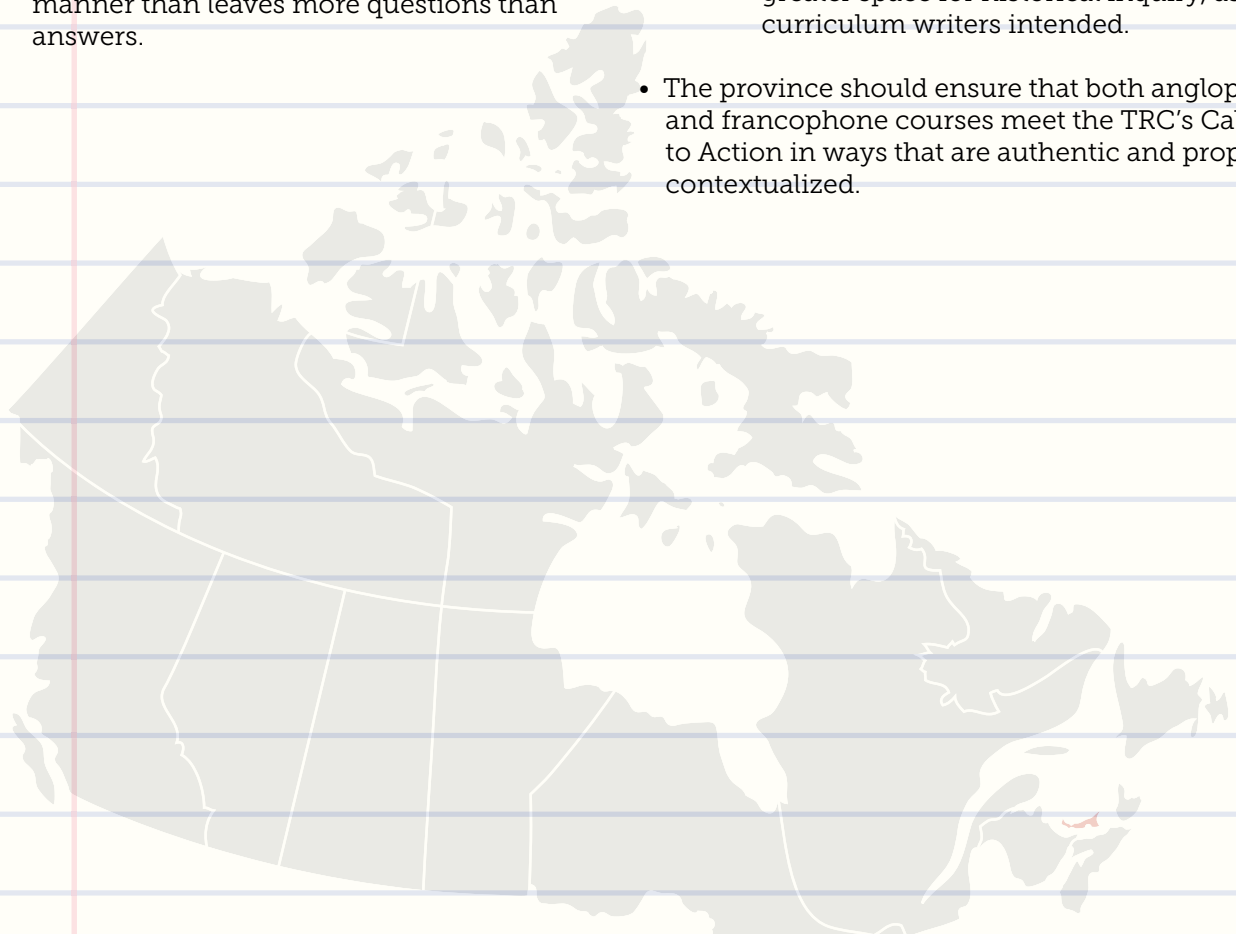 manner than leaves more questions than
answers.
curriculum writers intended.
• The province should ensure that both
and francophone courses meet the TRC's
to Action in ways that are authentic and
contextualized.